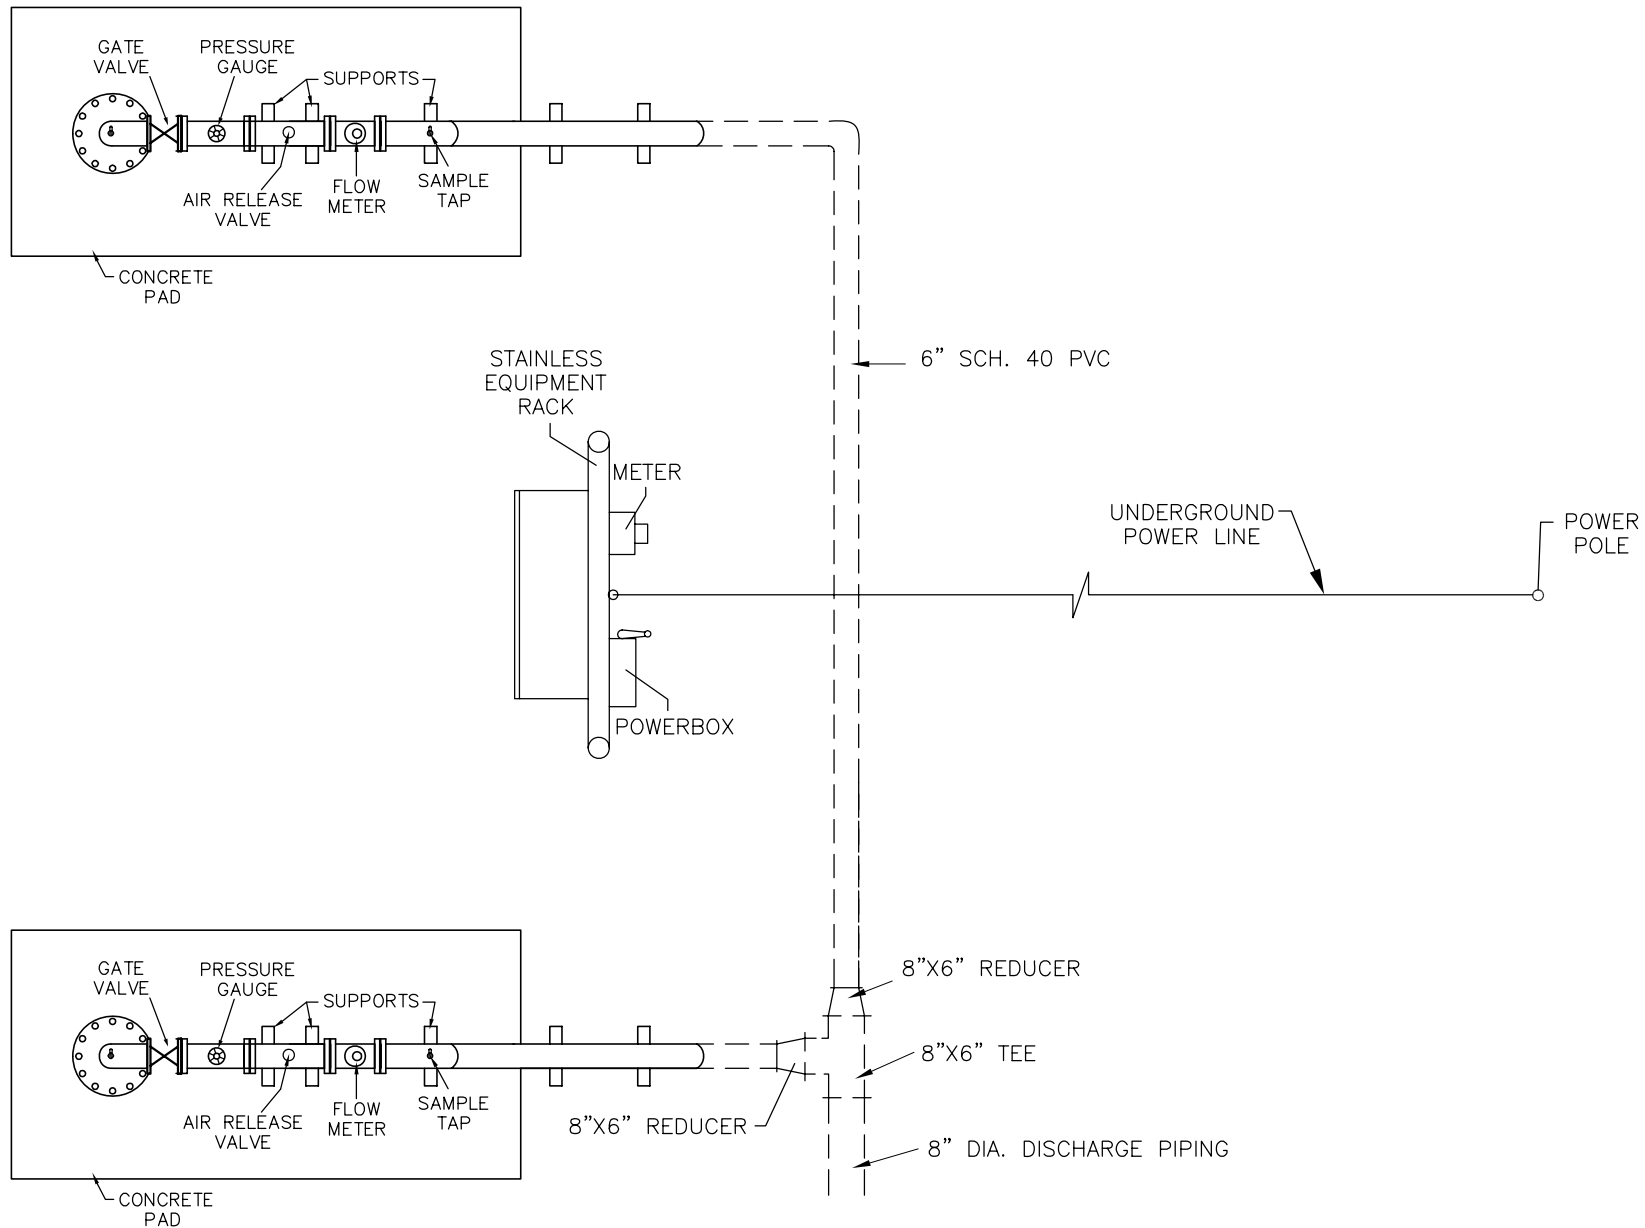 GATE
VALVE
PRESSURE
GAUGE
SUPPORTS
AIR RELEASE
VALVE
FLOW
METER
SAMPLE
TAP
CONCRETE
PAD
6” SCH. 40 PVC
STAINLESS
EQUIPMENT
RACK
METER
UNDERGROUND
POWER LINE
POWER
POLE
POWERBOX
GATE
VALVE
PRESSURE
GAUGE
SUPPORTS
8”X6” REDUCER
8”X6” TEE
AIR RELEASE
VALVE
FLOW
METER
SAMPLE
TAP
8”X6” REDUCER
8” DIA. DISCHARGE PIPING
CONCRETE
PAD